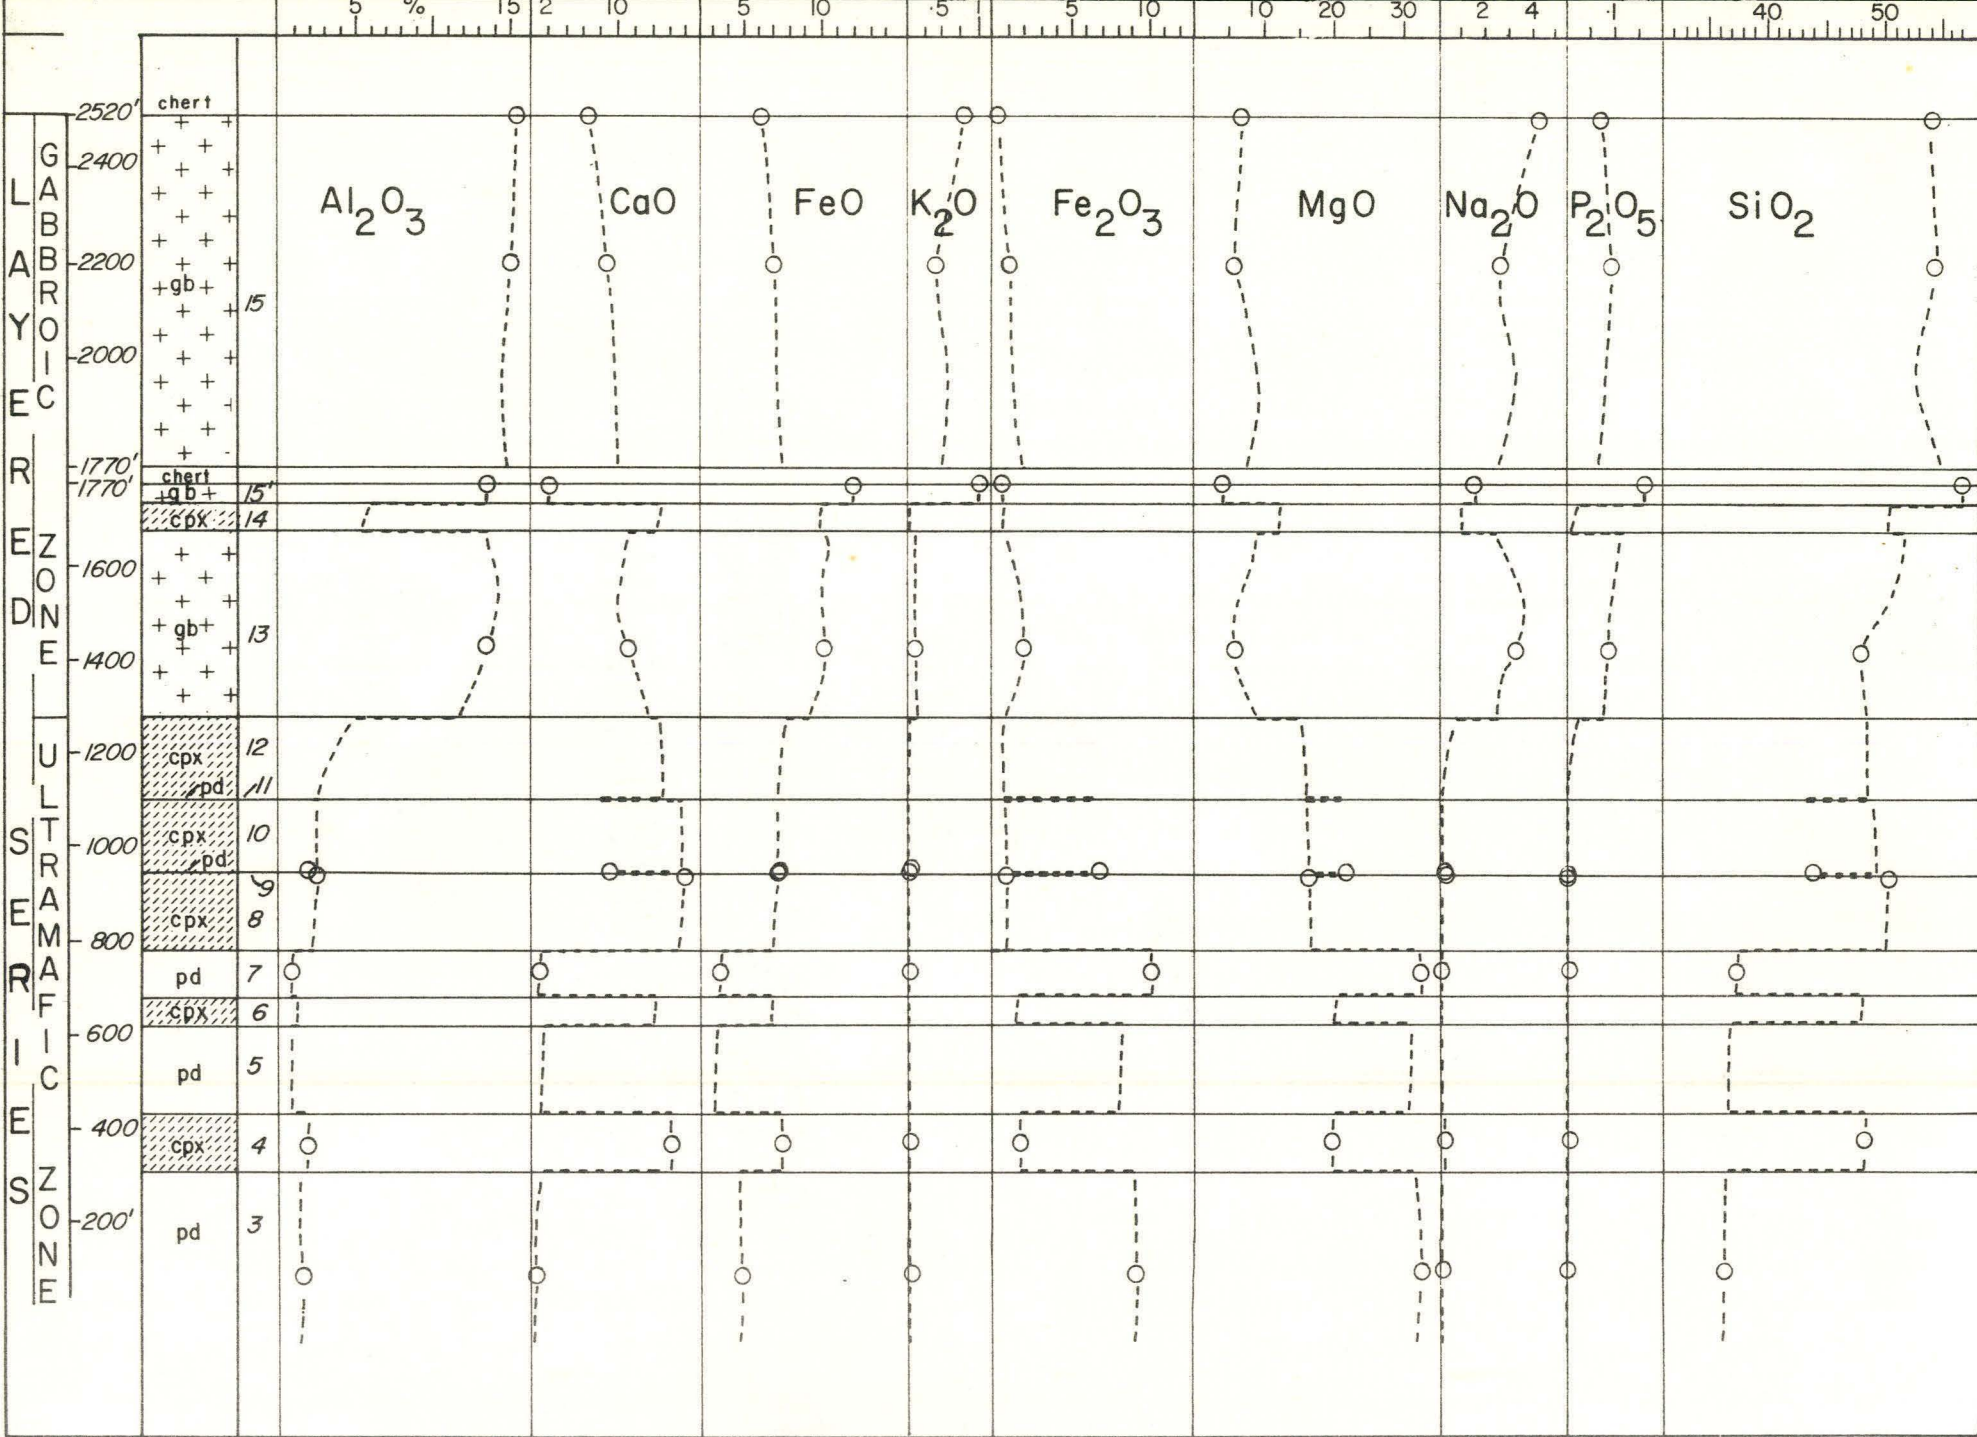 5 % 15 2 10 5 10 .5 1 5 10 10 20 30 2 4 .1 40 50
LAYERED SERIES
GABBROIC ZONE
ULTRAMAFIC ZONE
Al2O3 CaO FeO K2O Fe2O3 MgO Na2O P2O5 SiO2
2520' chert
2400
2200
gb 15
2000
1770' chert
1770' gb 15'
cpx 14
1600
gb 13
1400
1200 cpx 12
pd 11
1000 cpx 10
pd 9
cpx 8
800
pd 7
cpx 6
600
pd 5
400
cpx 4
200' pd 3